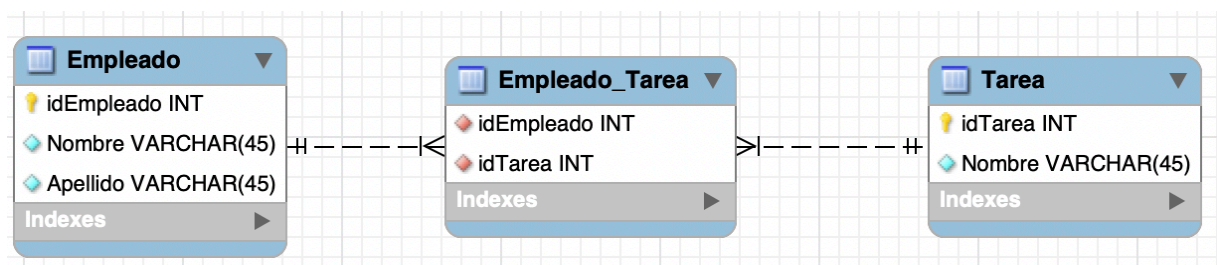 Empleado
idEmpleado INT
Nombre VARCHAR(45)
Apellido VARCHAR(45)
Indexes
Empleado_Tarea
idEmpleado INT
idTarea INT
Indexes
Tarea
idTarea INT
Nombre VARCHAR(45)
Indexes